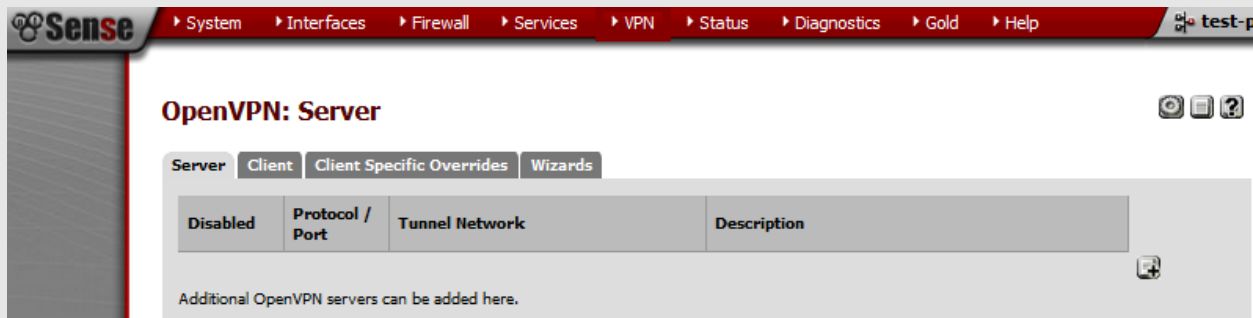 Sense
System Interfaces Firewall Services VPN Status Diagnostics Gold Help test-p
OpenVPN: Server
?
Server Client Client Specific Overrides Wizards
Disabled Protocol / Port Tunnel Network Description
Additional OpenVPN servers can be added here.